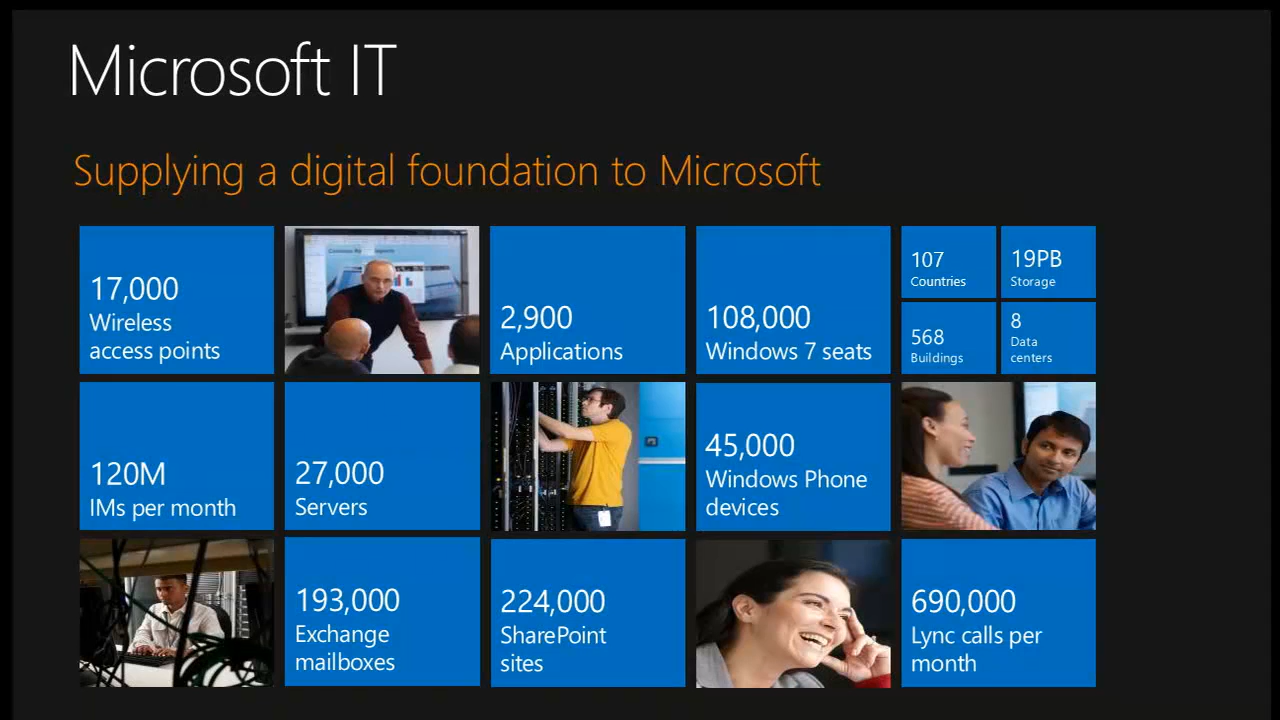 Microsoft IT
Supplying a digital foundation to Microsoft
17,000
Wireless
access points
2,900
Applications
108,000
Windows 7 seats
107
Countries
19PB
Storage
568
Buildings
8
Data
centers
120M
IMs per month
27,000
Servers
45,000
Windows Phone
devices
193,000
Exchange
mailboxes
224,000
SharePoint
sites
690,000
Lync calls per
month